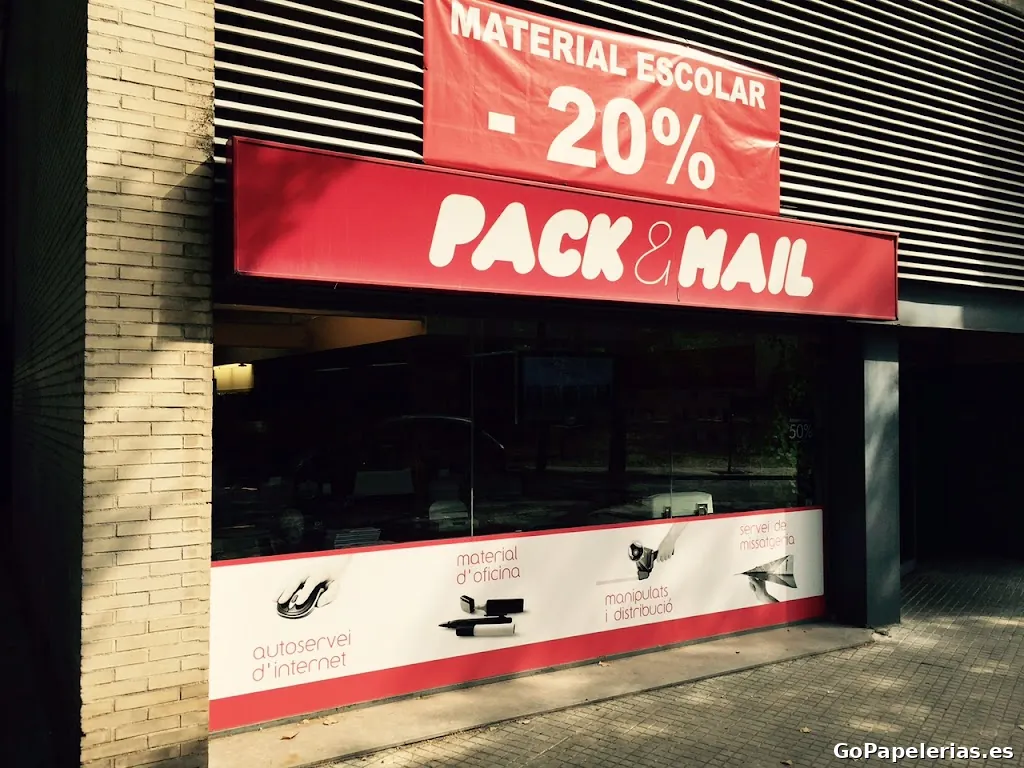 MATERIAL ESCOLAR
- 20%
PACK & MAIL
50%
autoservei
d'internet
material
d'oficina
manipulats
i distribució
servei de
missatgeria
GoPapelerias.es